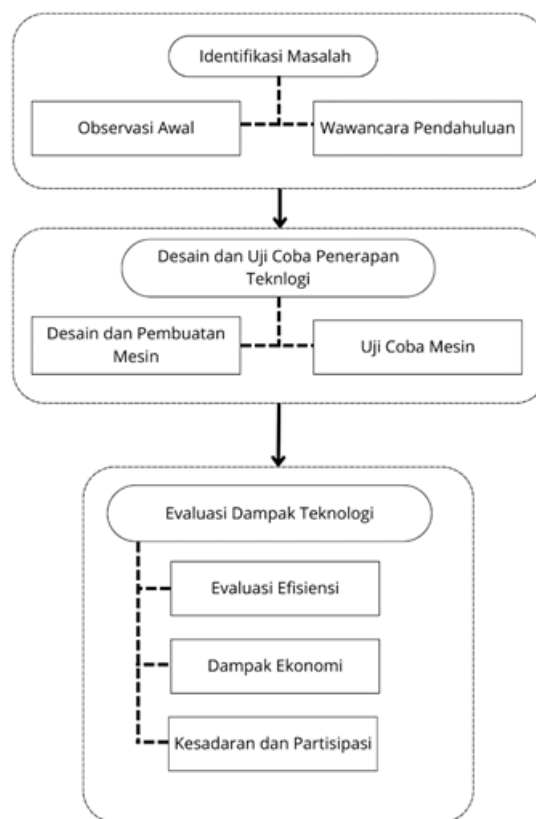 Identifikasi Masalah
Observasi Awal
Wawancara Pendahuluan
Desain dan Uji Coba Penerapan
Teknlogi
Desain dan Pembuatan
Mesin
Uji Coba Mesin
Evaluasi Dampak Teknologi
Evaluasi Efisiensi
Dampak Ekonomi
Kesadaran dan Partisipasi